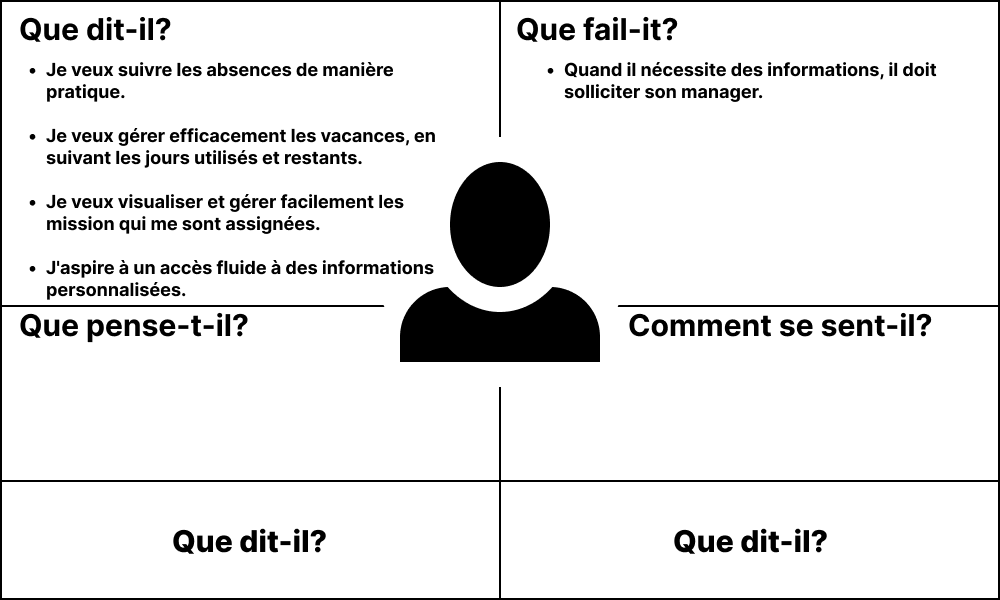 Que dit-il?
• Je veux suivre les absences de manière
pratique.
• Je veux gérer efficacement les vacances, en
suivant les jours utilisés et restants.
• Je veux visualiser et gérer facilement les
mission qui me sont assignées.
• J'aspire à un accès fluide à des informations
personnalisées.
Que fail-it?
• Quand il nécessite des informations, il doit
solliciter son manager.
Que pense-t-il?
Comment se sent-il?
Que dit-il?
Que dit-il?